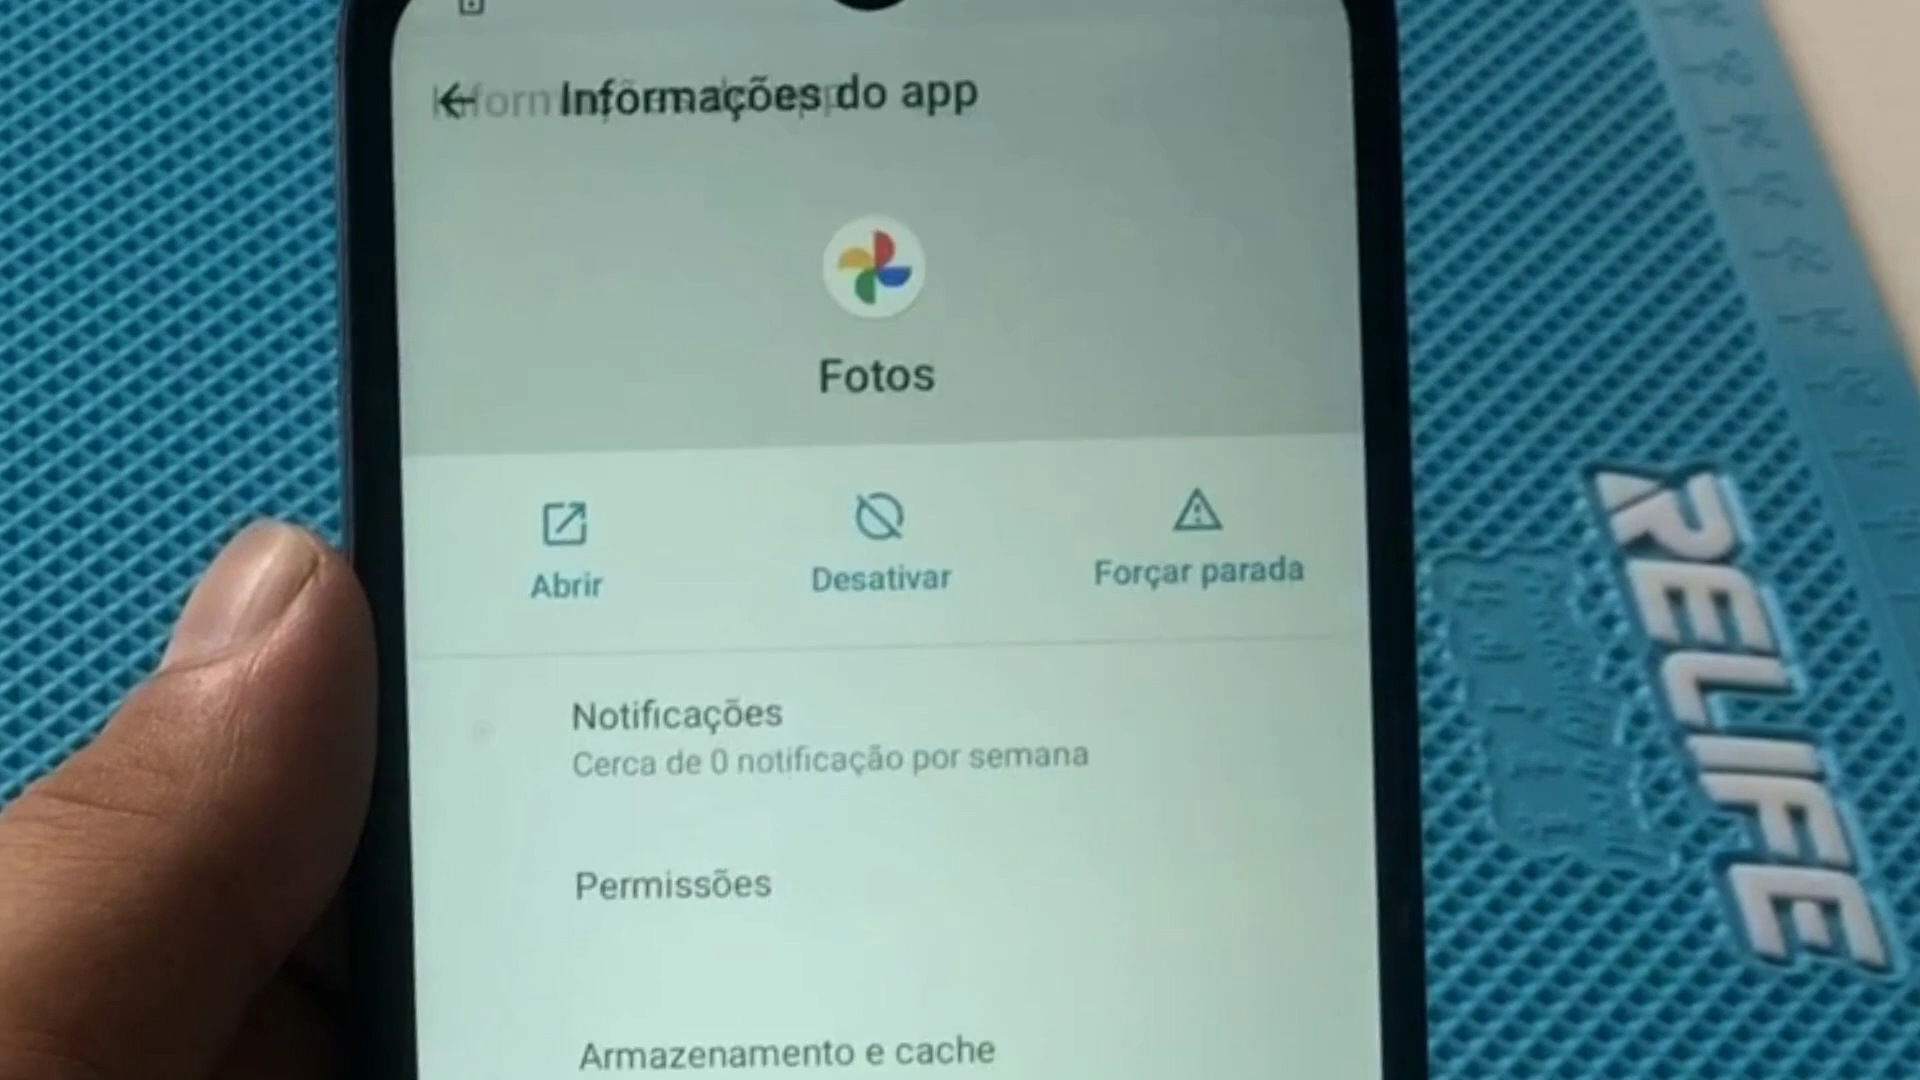 Informações do app
Fotos
Abrir
Desativar
Forçar parada
Notificações
Cerca de 0 notificação por semana
Permissões
Armazenamento e cache
RELIFE